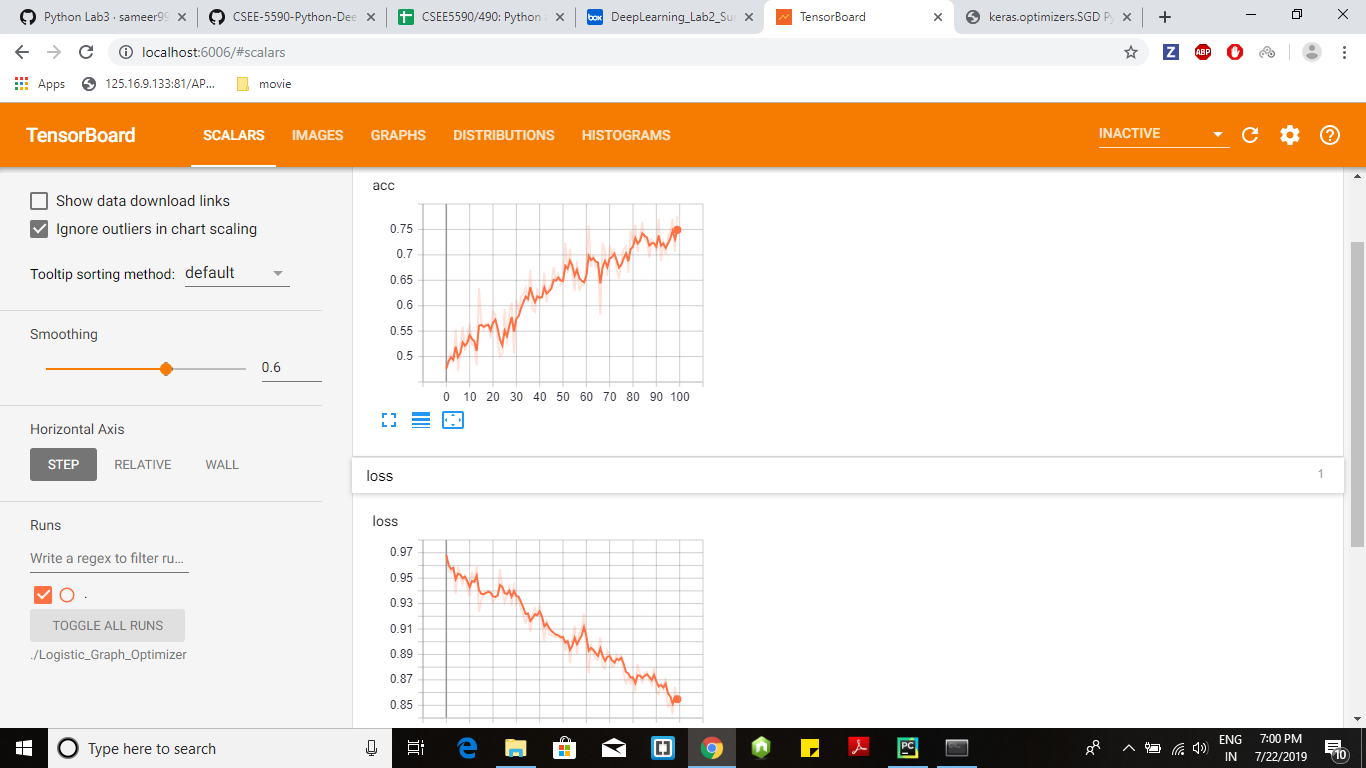 Python Lab3 · sameer99
CSEE-5590-Python-Dee
CSEE5590/490: Python a
DeepLearning_Lab2_Su
TensorBoard
keras.optimizers.SGD Py
localhost:6006/#scalars
Z
ABP
Apps
125.16.9.133:81/AP...
movie
TensorBoard
SCALARS
IMAGES
GRAPHS
DISTRIBUTIONS
HISTOGRAMS
INACTIVE
Show data download links
Ignore outliers in chart scaling
Tooltip sorting method: default
Smoothing
0.6
Horizontal Axis
STEP
RELATIVE
WALL
Runs
Write a regex to filter ru...
.
TOGGLE ALL RUNS
./Logistic_Graph_Optimizer
acc
0.75
0.7
0.65
0.6
0.55
0.5
0 10 20 30 40 50 60 70 80 90 100
loss
1
loss
0.97
0.95
0.93
0.91
0.89
0.87
0.85
Type here to search
PC
ENG
IN
7:00 PM
7/22/2019
10